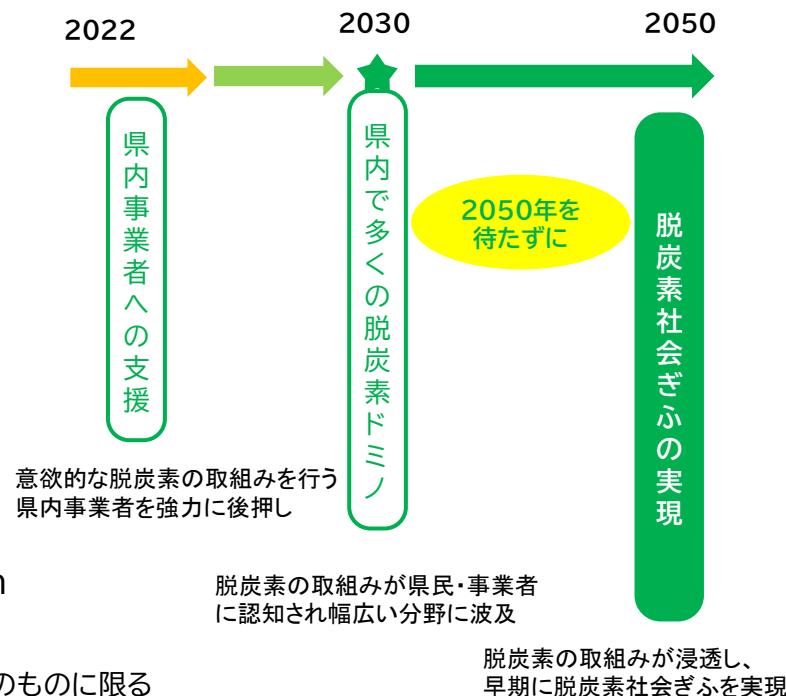 2022
2030
2050
県内事業者への支援
県内で多くの脱炭素ドミノ
2050年を
待たずに
脱炭素社会ぎふの実現
意欲的な脱炭素の取組みを行う
県内事業者を強力に後押し
脱炭素の取組みが県民・事業者
に認知され幅広い分野に波及
のものに限る
脱炭素の取組みが浸透し、
早期に脱炭素社会ぎふを実現